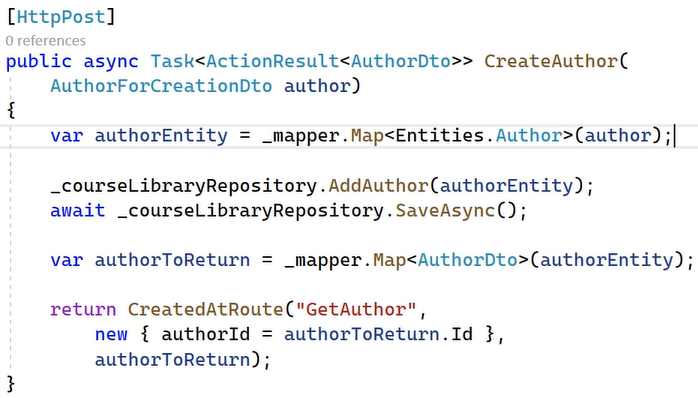 [HttpPost]
0 references
public async Task<ActionResult<AuthorDto>> CreateAuthor(
    AuthorForCreationDto author)
{
    var authorEntity = _mapper.Map<Entities.Author>(author);
    _courseLibraryRepository.AddAuthor(authorEntity);
    await _courseLibraryRepository.SaveAsync();
    var authorToReturn = _mapper.Map<AuthorDto>(authorEntity);
    return CreatedAtRoute("GetAuthor",
        new { authorId = authorToReturn.Id },
        authorToReturn);
}